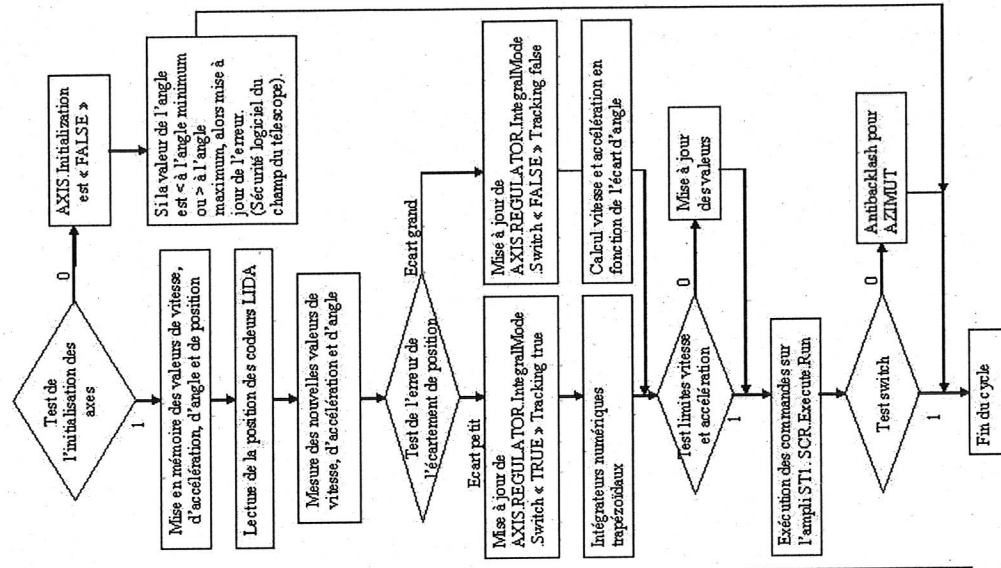 Test de
l'initialisation des
axes
0
1
AXIS.Initialization
est « FALSE »
Si la valeur de l'angle
est < à l'angle minimum
ou > à l'angle
maximum, alors mise à
jour de l'erreur.
(Sécurité logiciel du
champ du télescope).
Mise en mémoire des valeurs de vitesse,
d'accélération, d'angle et de position
Lecture de la position des codeurs LIDA
Mesure des nouvelles valeurs de
vitesse, d'accélération et d'angle
Test de l'erreur de
l'écartement de position
Ecart grand
Ecart petit
Mise à jour de
AXIS.REGULATOR.IntegralMode
.Switch « TRUE » Tracking true
Mise à jour de
AXIS.REGULATOR.IntegralMode
.Switch « FALSE » Tracking false
Intégrateurs numériques
trapézoïdaux
Calcul vitesse et accélération en
fonction de l'écart d'angle
Test limites vitesse
et accélération
0
1
Mise à jour
des valeurs
Exécution des commandes sur
l'ampli ST1. SCR.Execute.Run
Test switch
0
1
Antibacklash pour
AZIMUT
Fin du cycle